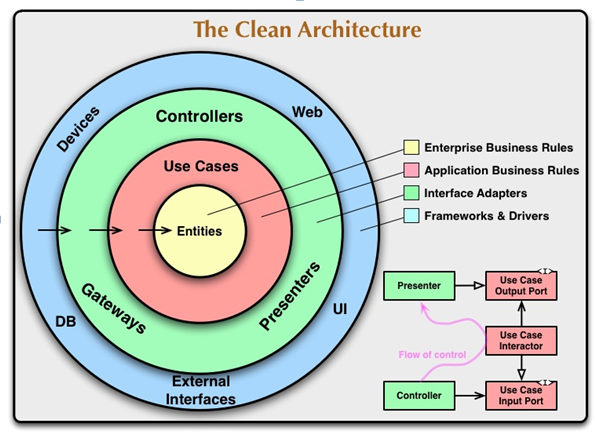 The Clean Architecture
Devices
Web
Controllers
Use Cases
Entities
Gateways
Presenters
DB
UI
External
Interfaces
Enterprise Business Rules
Application Business Rules
Interface Adapters
Frameworks & Drivers
Presenter
Use Case
Output Port
<I>
Flow of control
Use Case
Interactor
Controller
Use Case
Input Port
<I>